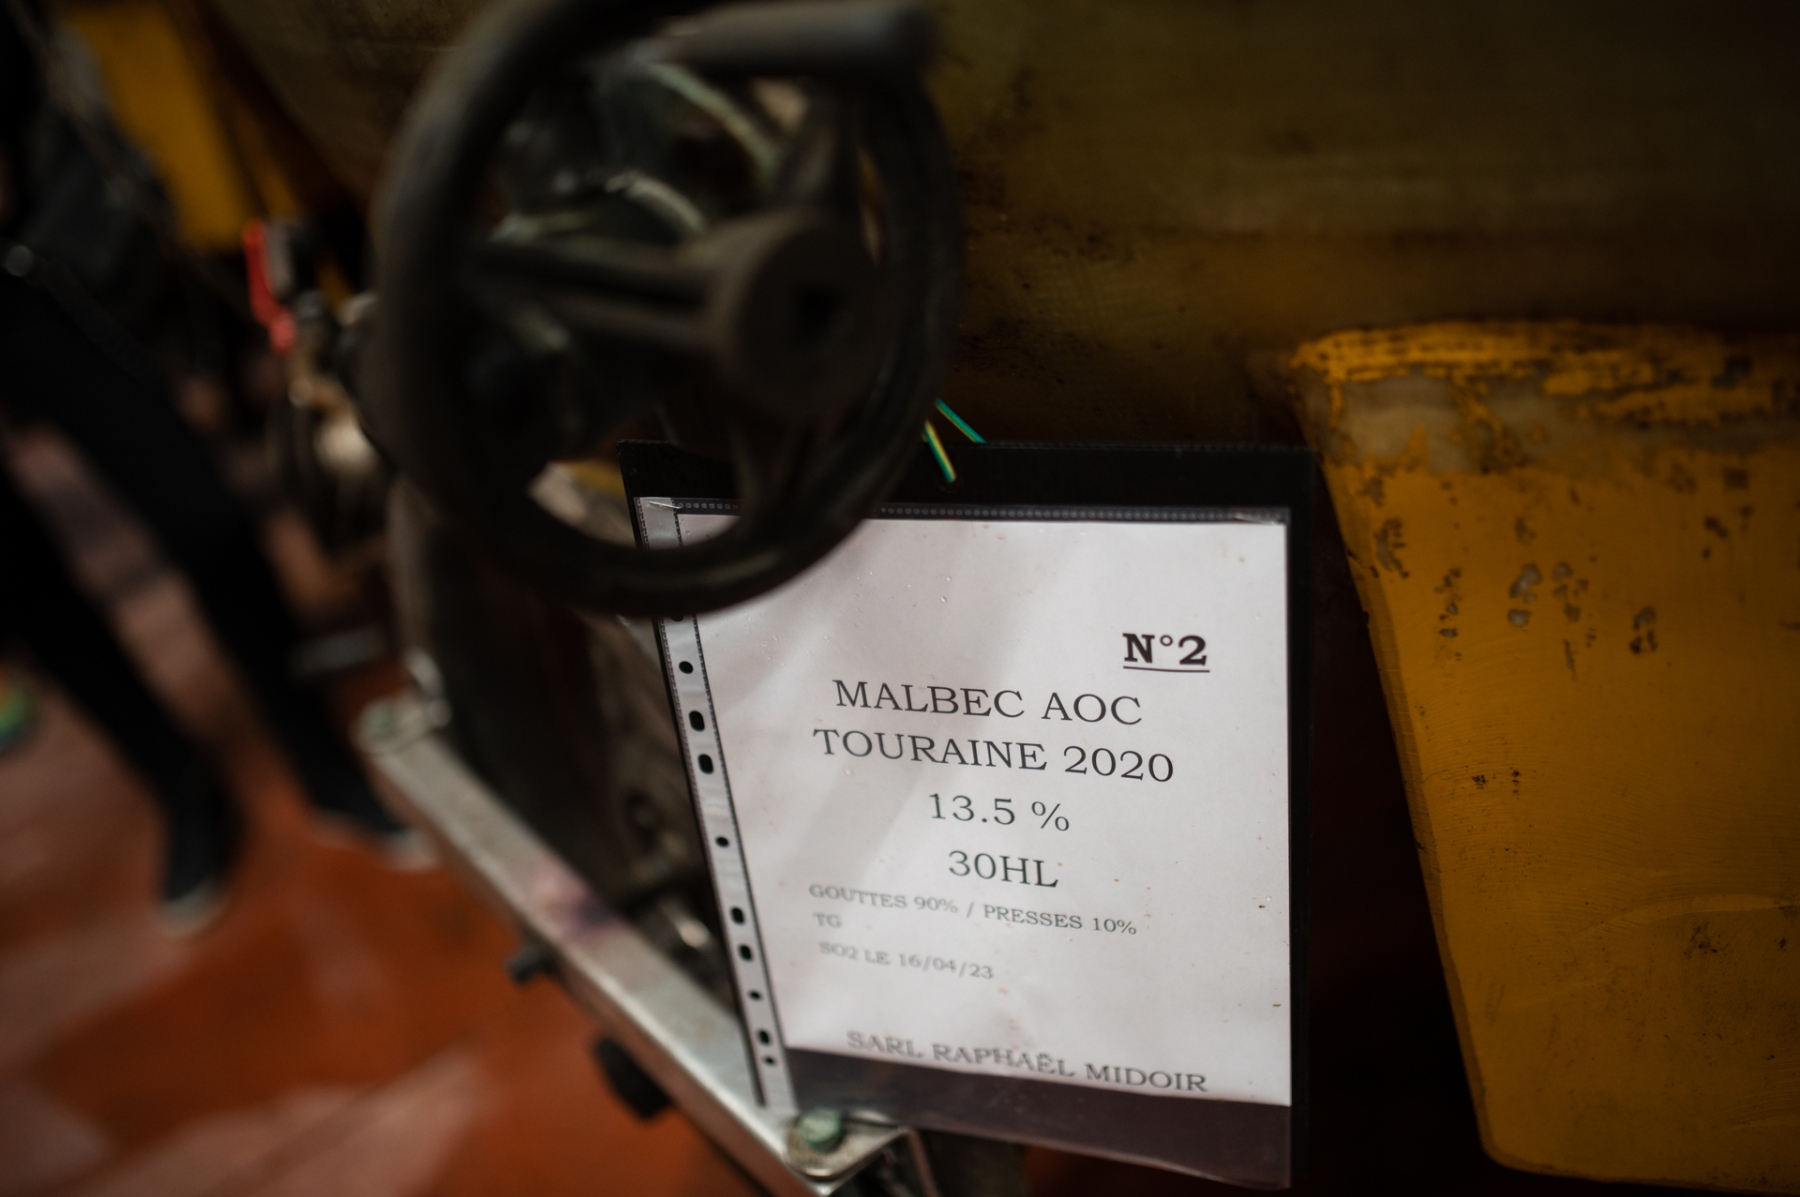 N°2
MALBEC AOC
TOURAINE 2020
13.5 %
30HL
GOUTTES 90% / PRESSES 10%
TG
SO2 LE 16/04/23
SARL RAPHAËL MIDOIR